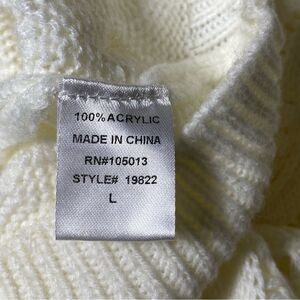 100% ACRYLIC
MADE IN CHINA
RN#105013
STYLE# 19822
L